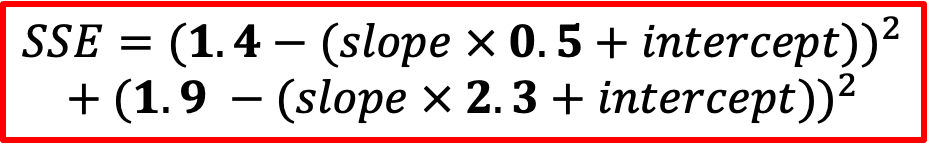 SSE = (1.4 − (slope × 0.5 + intercept))²
+ (1.9 − (slope × 2.3 + intercept))²